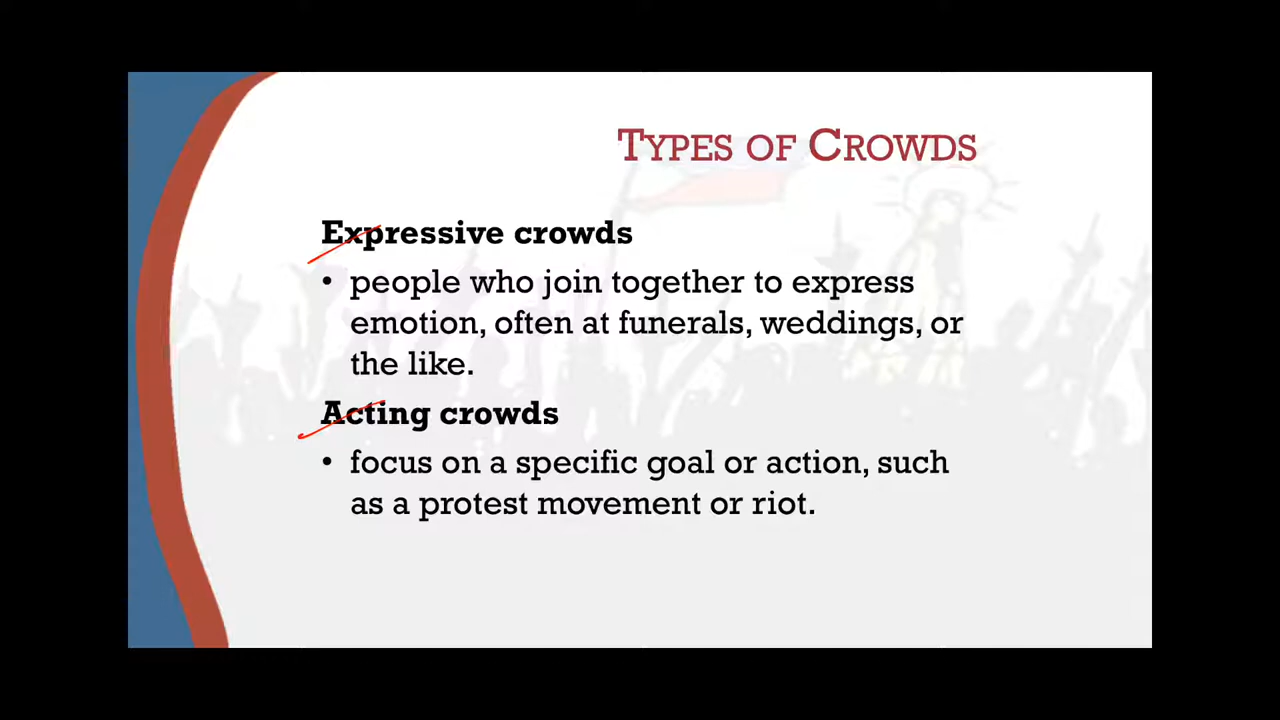 TYPES OF CROWDS
Expressive crowds
• people who join together to express
emotion, often at funerals, weddings, or
the like.
Acting crowds
• focus on a specific goal or action, such
as a protest movement or riot.